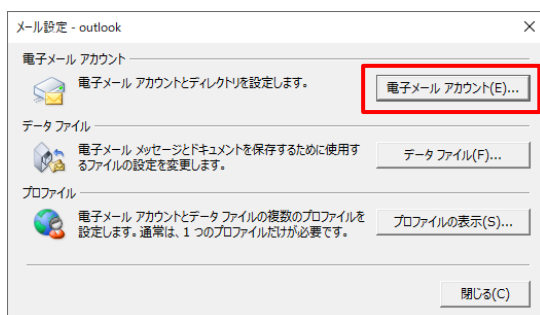 メール設定 - outlook
電子メール アカウント
電子メール アカウントとディレクトリを設定します。
電子メール アカウント(E)...
データ ファイル
電子メール メッセージとドキュメントを保存するために使用す
るファイルの設定を変更します。
データ ファイル(F)...
プロファイル
電子メール アカウントとデータ ファイルの複数のプロファイルを
設定します。通常は、1 つのプロファイルだけが必要です。
プロファイルの表示(S)...
閉じる(C)